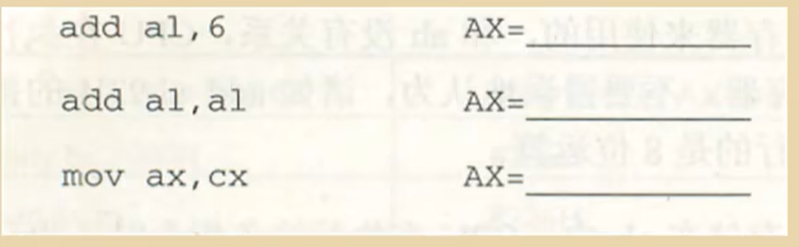 add al,6 AX=
add al,al AX=
mov ax,cx AX=